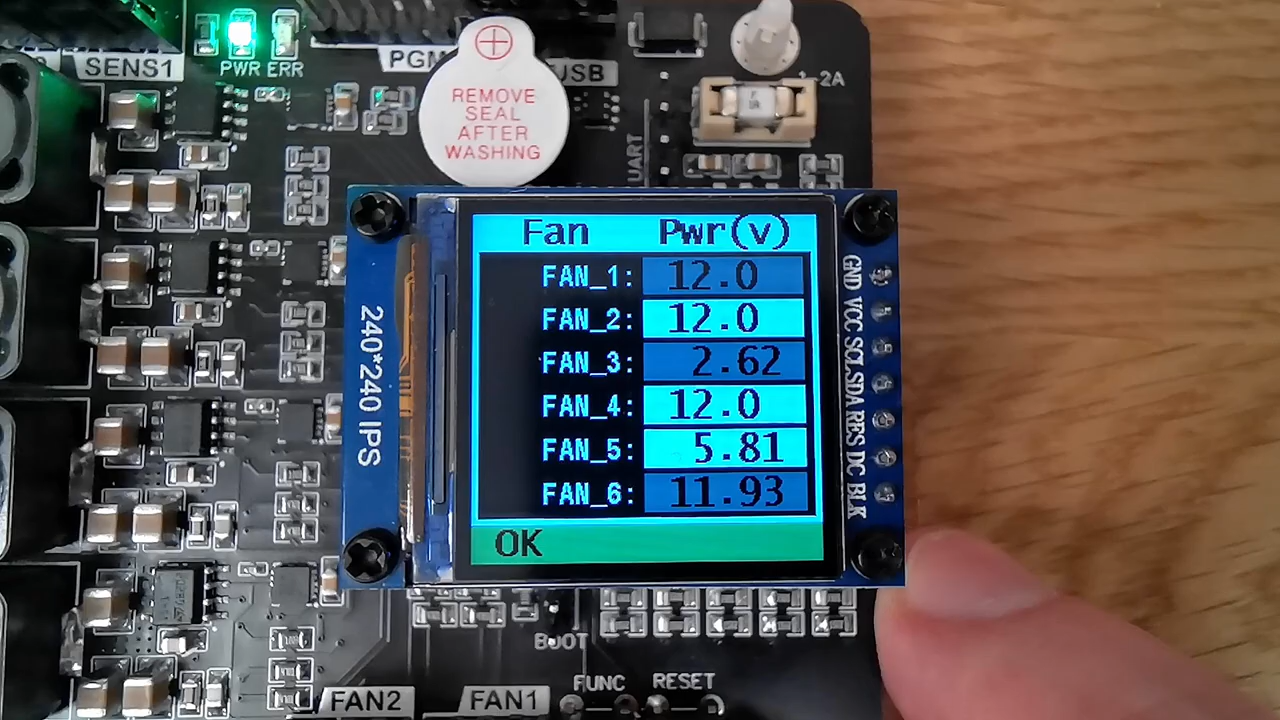 SENS1
PWR ERR
PGM
USB
REMOVE
SEAL
AFTER
WASHING
UART
2A
240*240 IPS
Fan Pwr(v)
FAN_1: 12.0
FAN_2: 12.0
FAN_3: 2.62
FAN_4: 12.0
FAN_5: 5.81
FAN_6: 11.93
OK
GND VCC SCL SDA RES DC BLK
BOOT
FUNC RESET
FAN2 FAN1